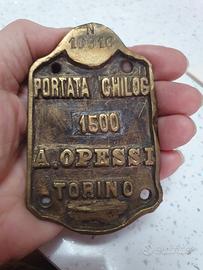 N
10310
PORTATA CHILOG
1500
A. OPESSI
TORINO